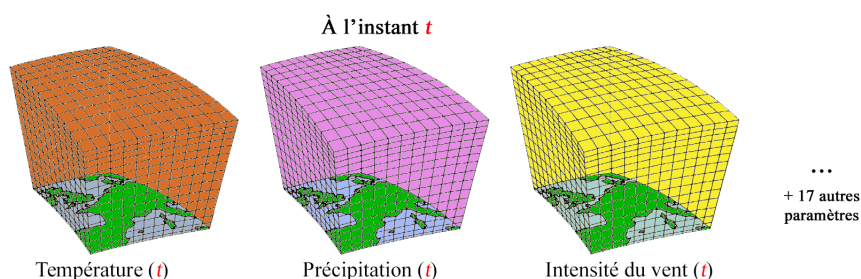 À l'instant t
...
+ 17 autres
paramètres
Température (t)
Précipitation (t)
Intensité du vent (t)